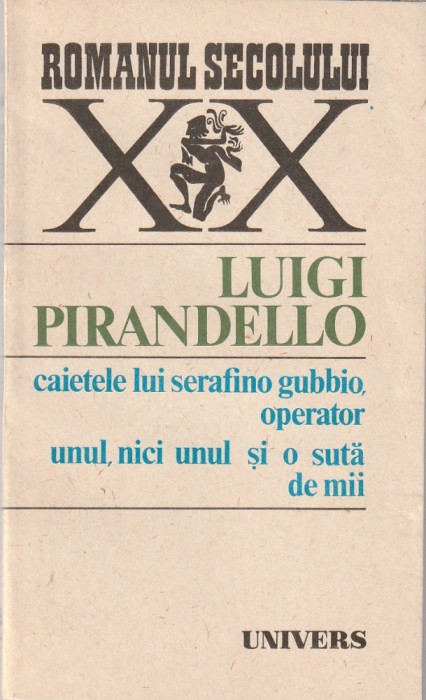 ROMANUL SECOLULUI
XX
LUIGI
PIRANDELLO
caietele lui serafino gubbio,
operator
unul, nici unul și o sută
de mii
UNIVERS